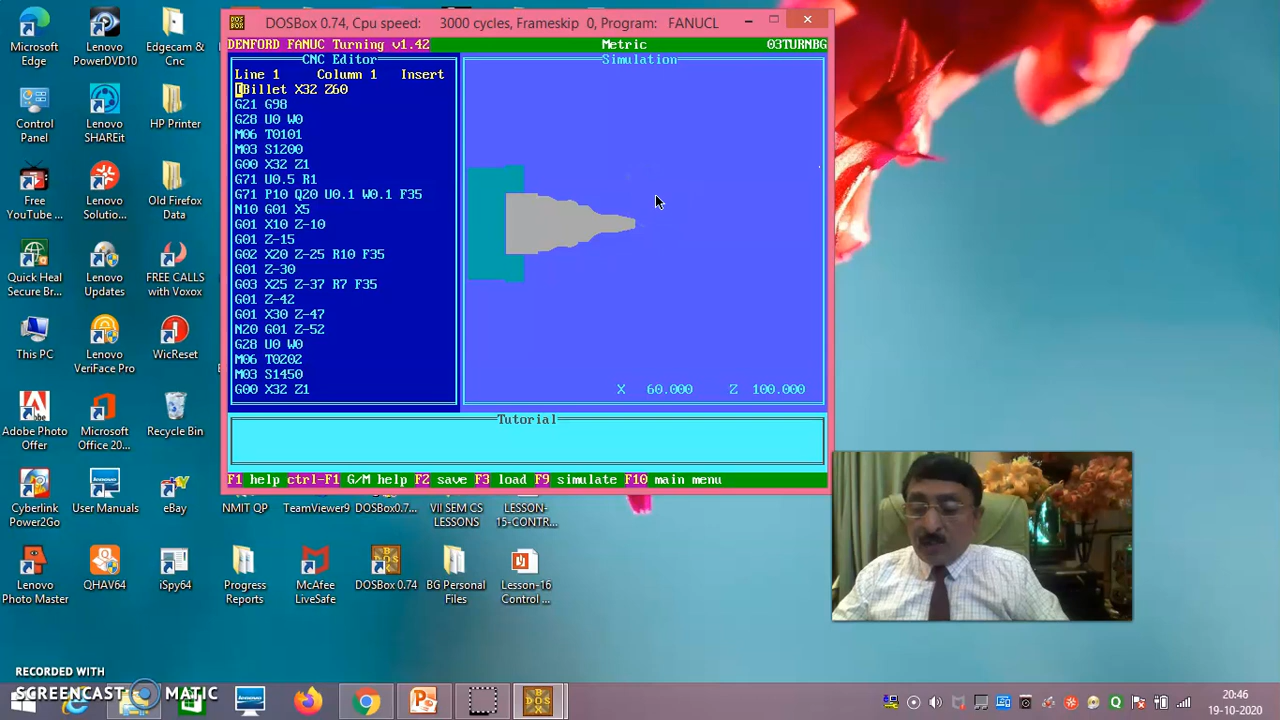 DOSBox 0.74, Cpu speed: 3000 cycles, Frameskip 0, Program: FANUCL
DENFORD FANUC Turning v1.42
Metric
03TURNBG
CNC Editor
Line 1 Column 1 Insert
[Billet X32 Z60
G21 G98
G28 U0 W0
M06 T0101
M03 S1200
G00 X32 Z1
G71 U0.5 R1
G71 P10 Q20 U0.1 W0.1 F35
N10 G01 X5
G01 X10 Z-10
G01 Z-15
G02 X20 Z-25 R10 F35
G01 Z-30
G03 X25 Z-37 R7 F35
G01 Z-42
G01 X30 Z-47
N20 G01 Z-52
G28 U0 W0
M06 T0202
M03 S1450
G00 X32 Z1
Simulation
X 60.000 Z 100.000
Tutorial
F1 help ctrl-F1 G/M help F2 save F3 load F9 simulate F10 main menu
Microsoft
Edge
Lenovo
PowerDVD10
Edgecam &
Cnc
Control
Panel
Lenovo
SHAREit
HP Printer
Free
YouTube ...
Lenovo
Solutio...
Old Firefox
Data
Quick Heal
Secure Br...
Lenovo
Updates
FREE CALLS
with Voxox
This PC
Lenovo
VeriFace Pro
WicReset
Adobe Photo
Offer
Microsoft
Office 20...
Recycle Bin
Cyberlink
Power2Go
User Manuals
eBay
NMIT QP
TeamViewer9
DOSBox0.7...
VII SEM CS
LESSONS
LESSON-
15-CONTR...
Lenovo
Photo Master
QHAV64
iSpy64
Progress
Reports
McAfee
LiveSafe
DOSBox 0.74
BG Personal
Files
Lesson-16
Control ...
RECORDED WITH
SCREENCAST MATIC
20:46
19-10-2020